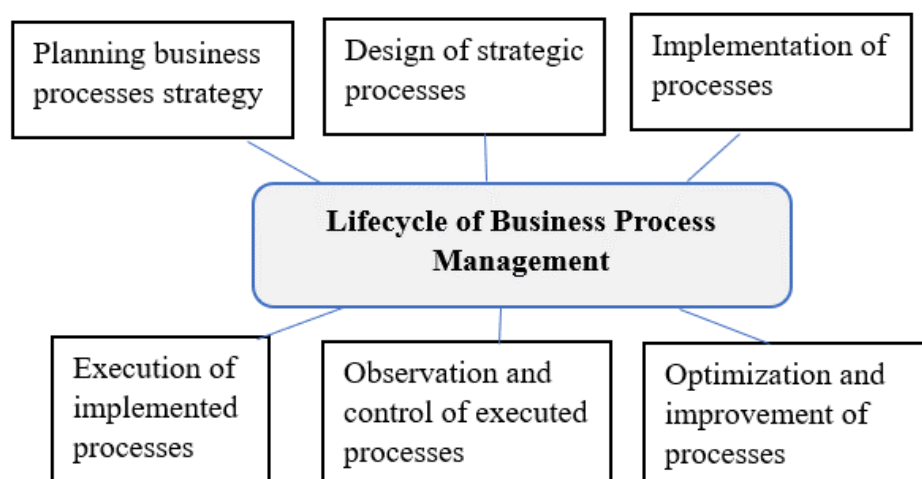 Planning business
processes strategy
Design of strategic
processes
Implementation of
processes
Lifecycle of Business Process
Management
Execution of
implemented
processes
Observation and
control of executed
processes
Optimization and
improvement of
processes